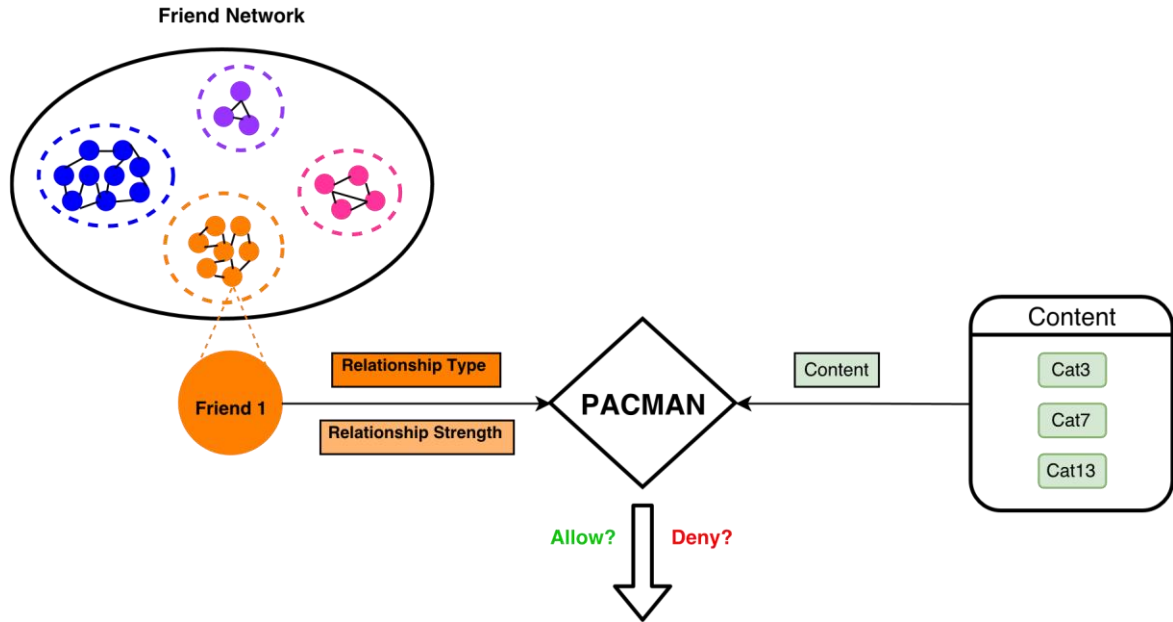 Friend Network
Content
Relationship Type
Content
Cat3
Friend 1
PACMAN
Cat7
Relationship Strength
Cat13
Allow?
Deny?